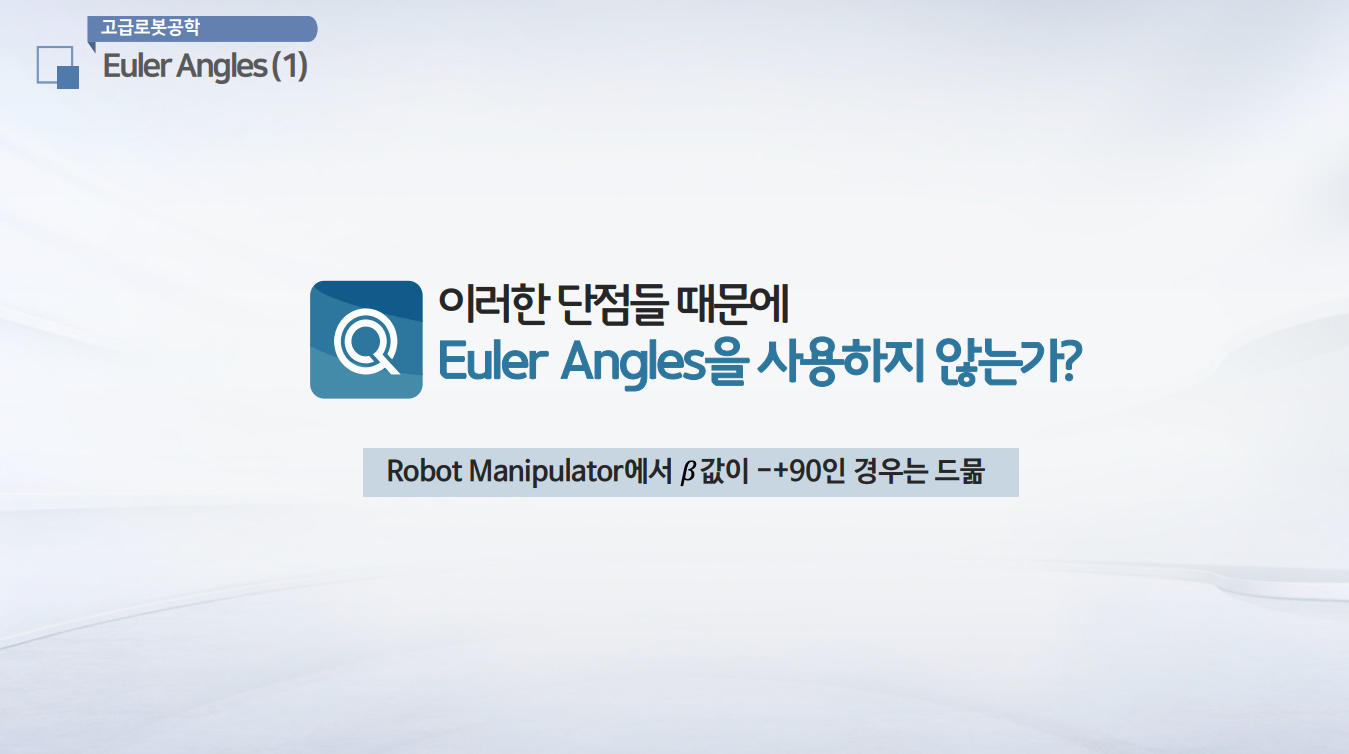 고급로봇공학
Euler Angles (1)
이러한 단점들 때문에
Euler Angles을 사용하지 않는가?
Robot Manipulator에서 β값이 -+90인 경우는 드묾